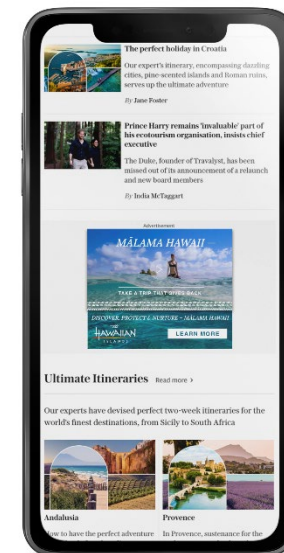 The perfect holiday in Croatia
Our expert's itinerary, encompassing dazzling
cities, pine-scented islands and Roman ruins,
serves up the ultimate adventure
By Jane Foster
Prince Harry remains 'invaluable' part of
his ecotourism organisation, insists chief
executive
The Duke, founder of Travalyst, has been
missed out of its announcement of a relaunch
and new board members
By India McTaggart
Advertisement
MĀLAMA HAWAII
TAKE A TRIP THAT GIVES BACK
DISCOVER, PROTECT & NURTURE - MĀLAMA HAWAII
THE
HAWAIIAN
ISLANDS
LEARN MORE
Ultimate Itineraries Read more >
Our experts have devised perfect two-week itineraries for the
world's finest destinations, from Sicily to South Africa
Andalusia
How to have the perfect adventure
Provence
In Provence, sustenance for the